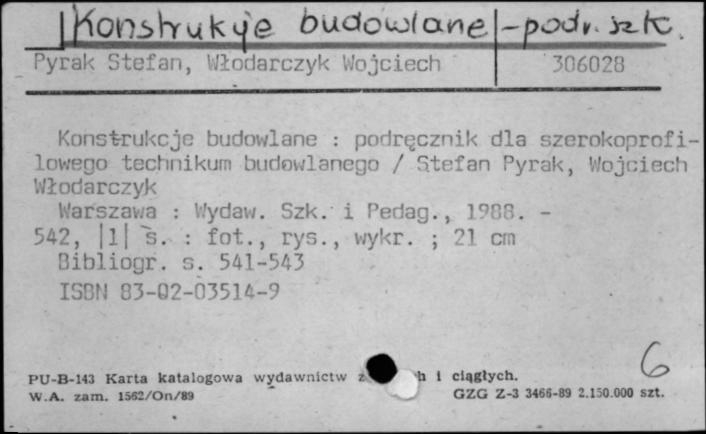 Konstrukcje budowlane - podr. szk.
Pyrak Stefan, Włodarczyk Wojciech 306028
Konstrukcje budowlane : podręcznik dla szerokoprofi-
lowego technikum budowlanego / Stefan Pyrak, Wojciech
Włodarczyk
Warszawa : Wydaw. Szk. i Pedag., 1988. -
542, |1| s. : fot., rys., wykr. ; 21 cm
Bibliogr. s. 541-543
ISBN 83-02-03514-9
6
PU-B-143 Karta katalogowa wydawnictw i ciągłych.
W.A. zam. 1562/On/89 GZG Z-3 3466-89 2.150.000 szt.